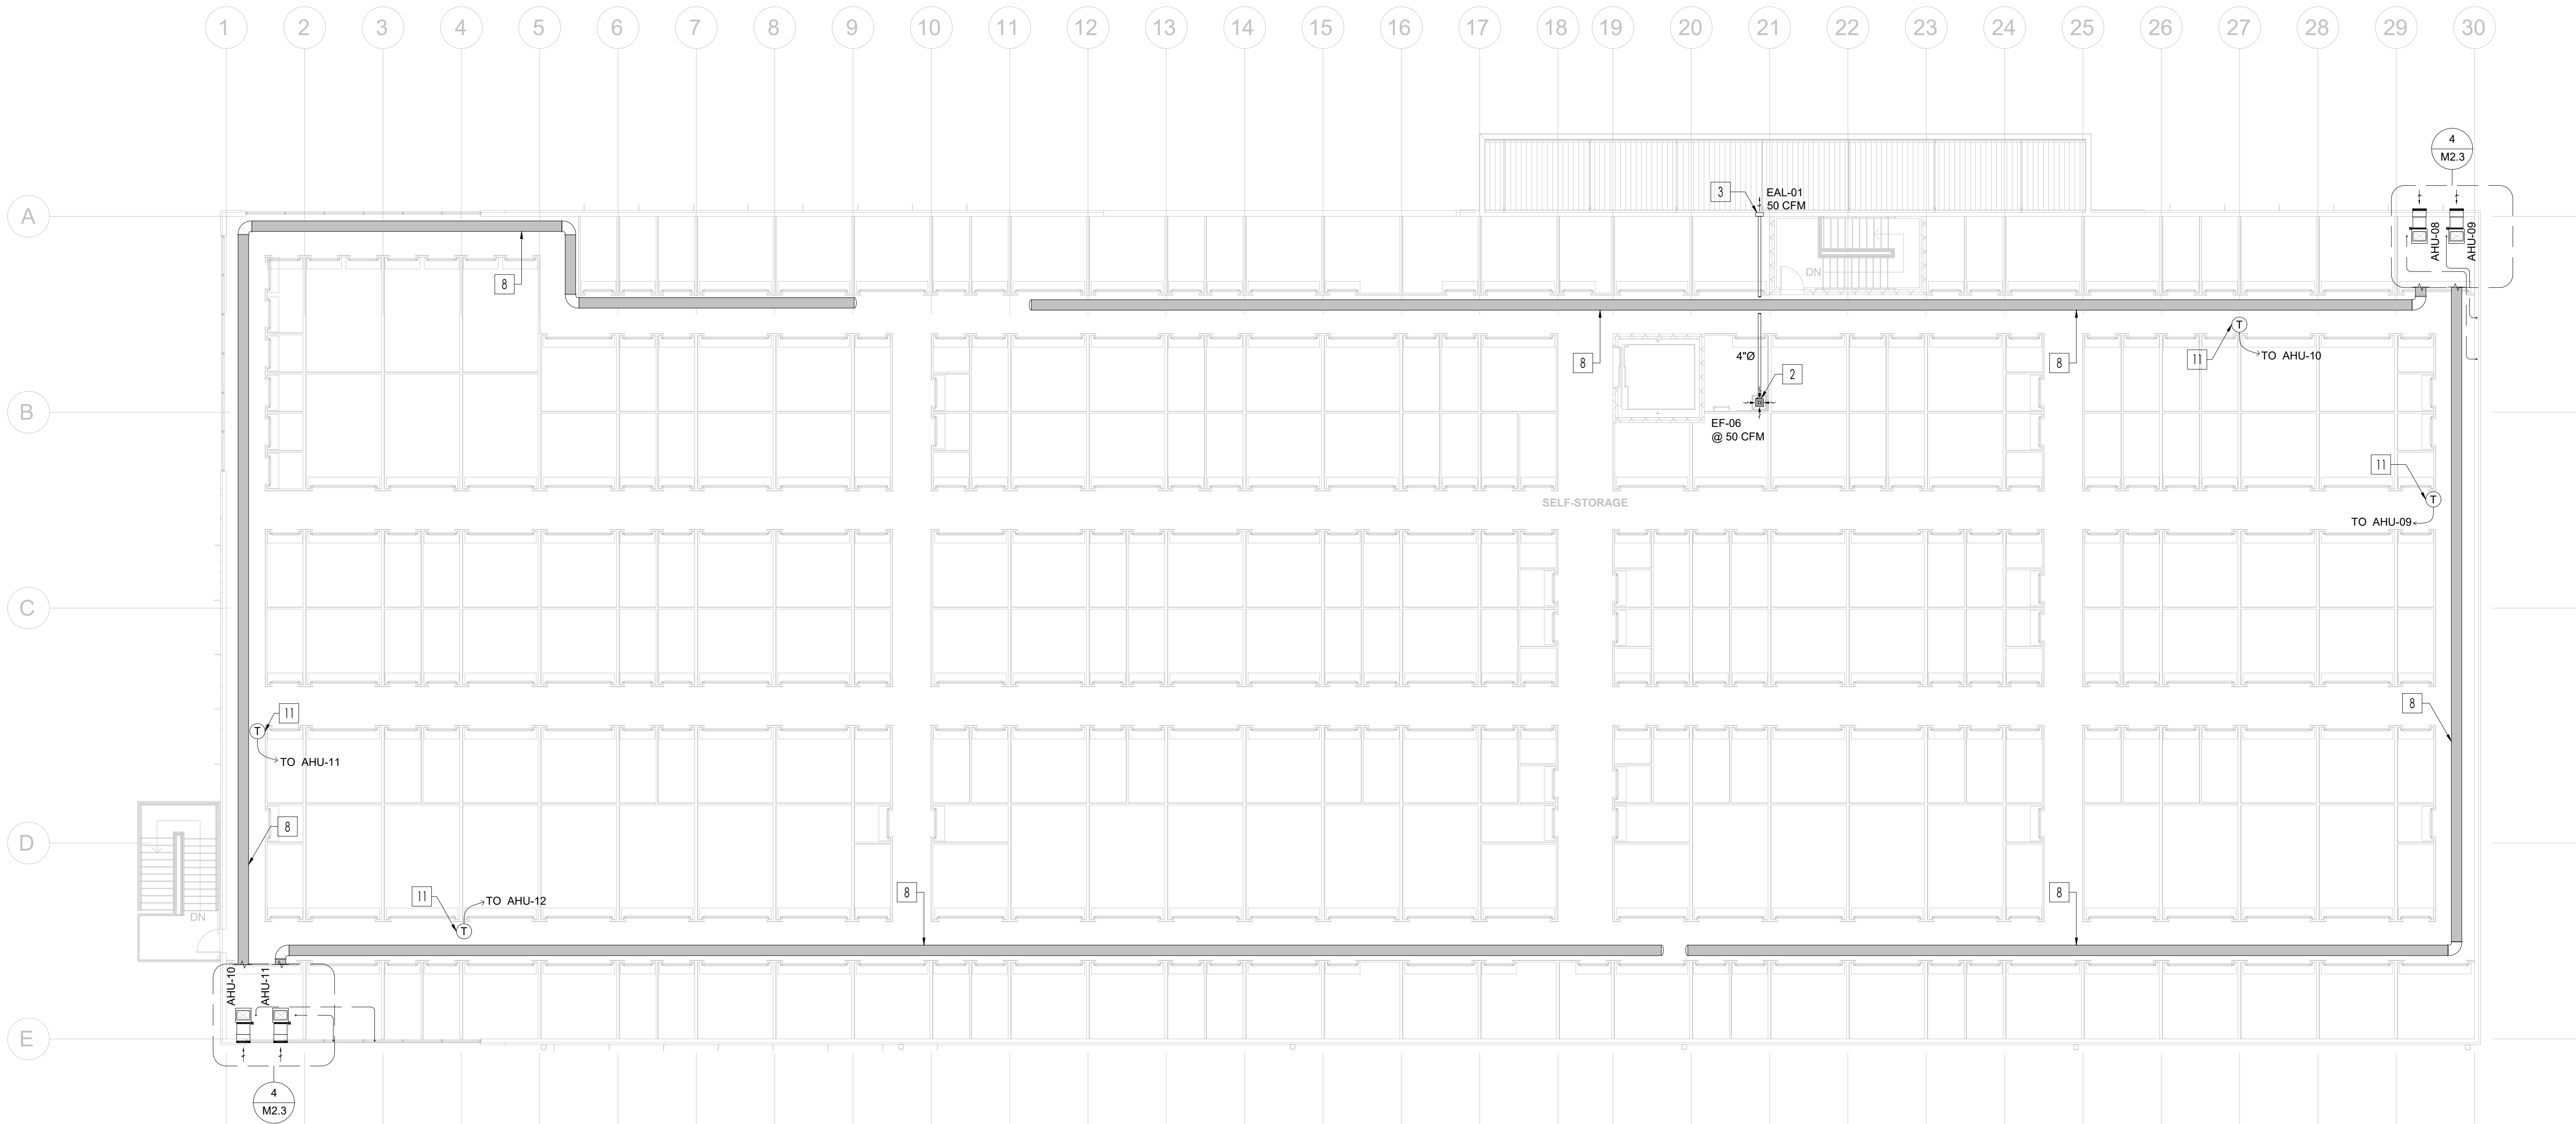 1 2 3 4 5 6 7 8 9 10 11 12 13 14 15 16 17 18 19 20 21 22 23 24 25 26 27 28 29 30
4
M2.3
3
EAL-01
50 CFM
A
AHU-08
AHU-09
DN
8
8
8
4"Ø
11
TO AHU-10
2
B
EF-06
@ 50 CFM
11
SELF-STORAGE
TO AHU-09
C
8
11
TO AHU-11
8
D
8
8
11
TO AHU-12
DN
T
T
T
T
AHU-10
AHU-11
E
4
M2.3